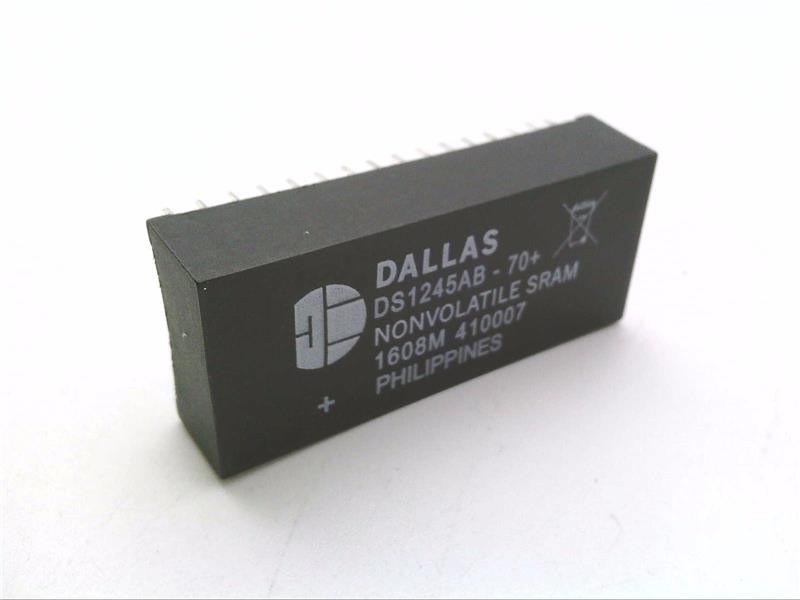 DALLAS
DS1245AB - 70+
NONVOLATILE SRAM
1608M 410007
PHILIPPINES
+